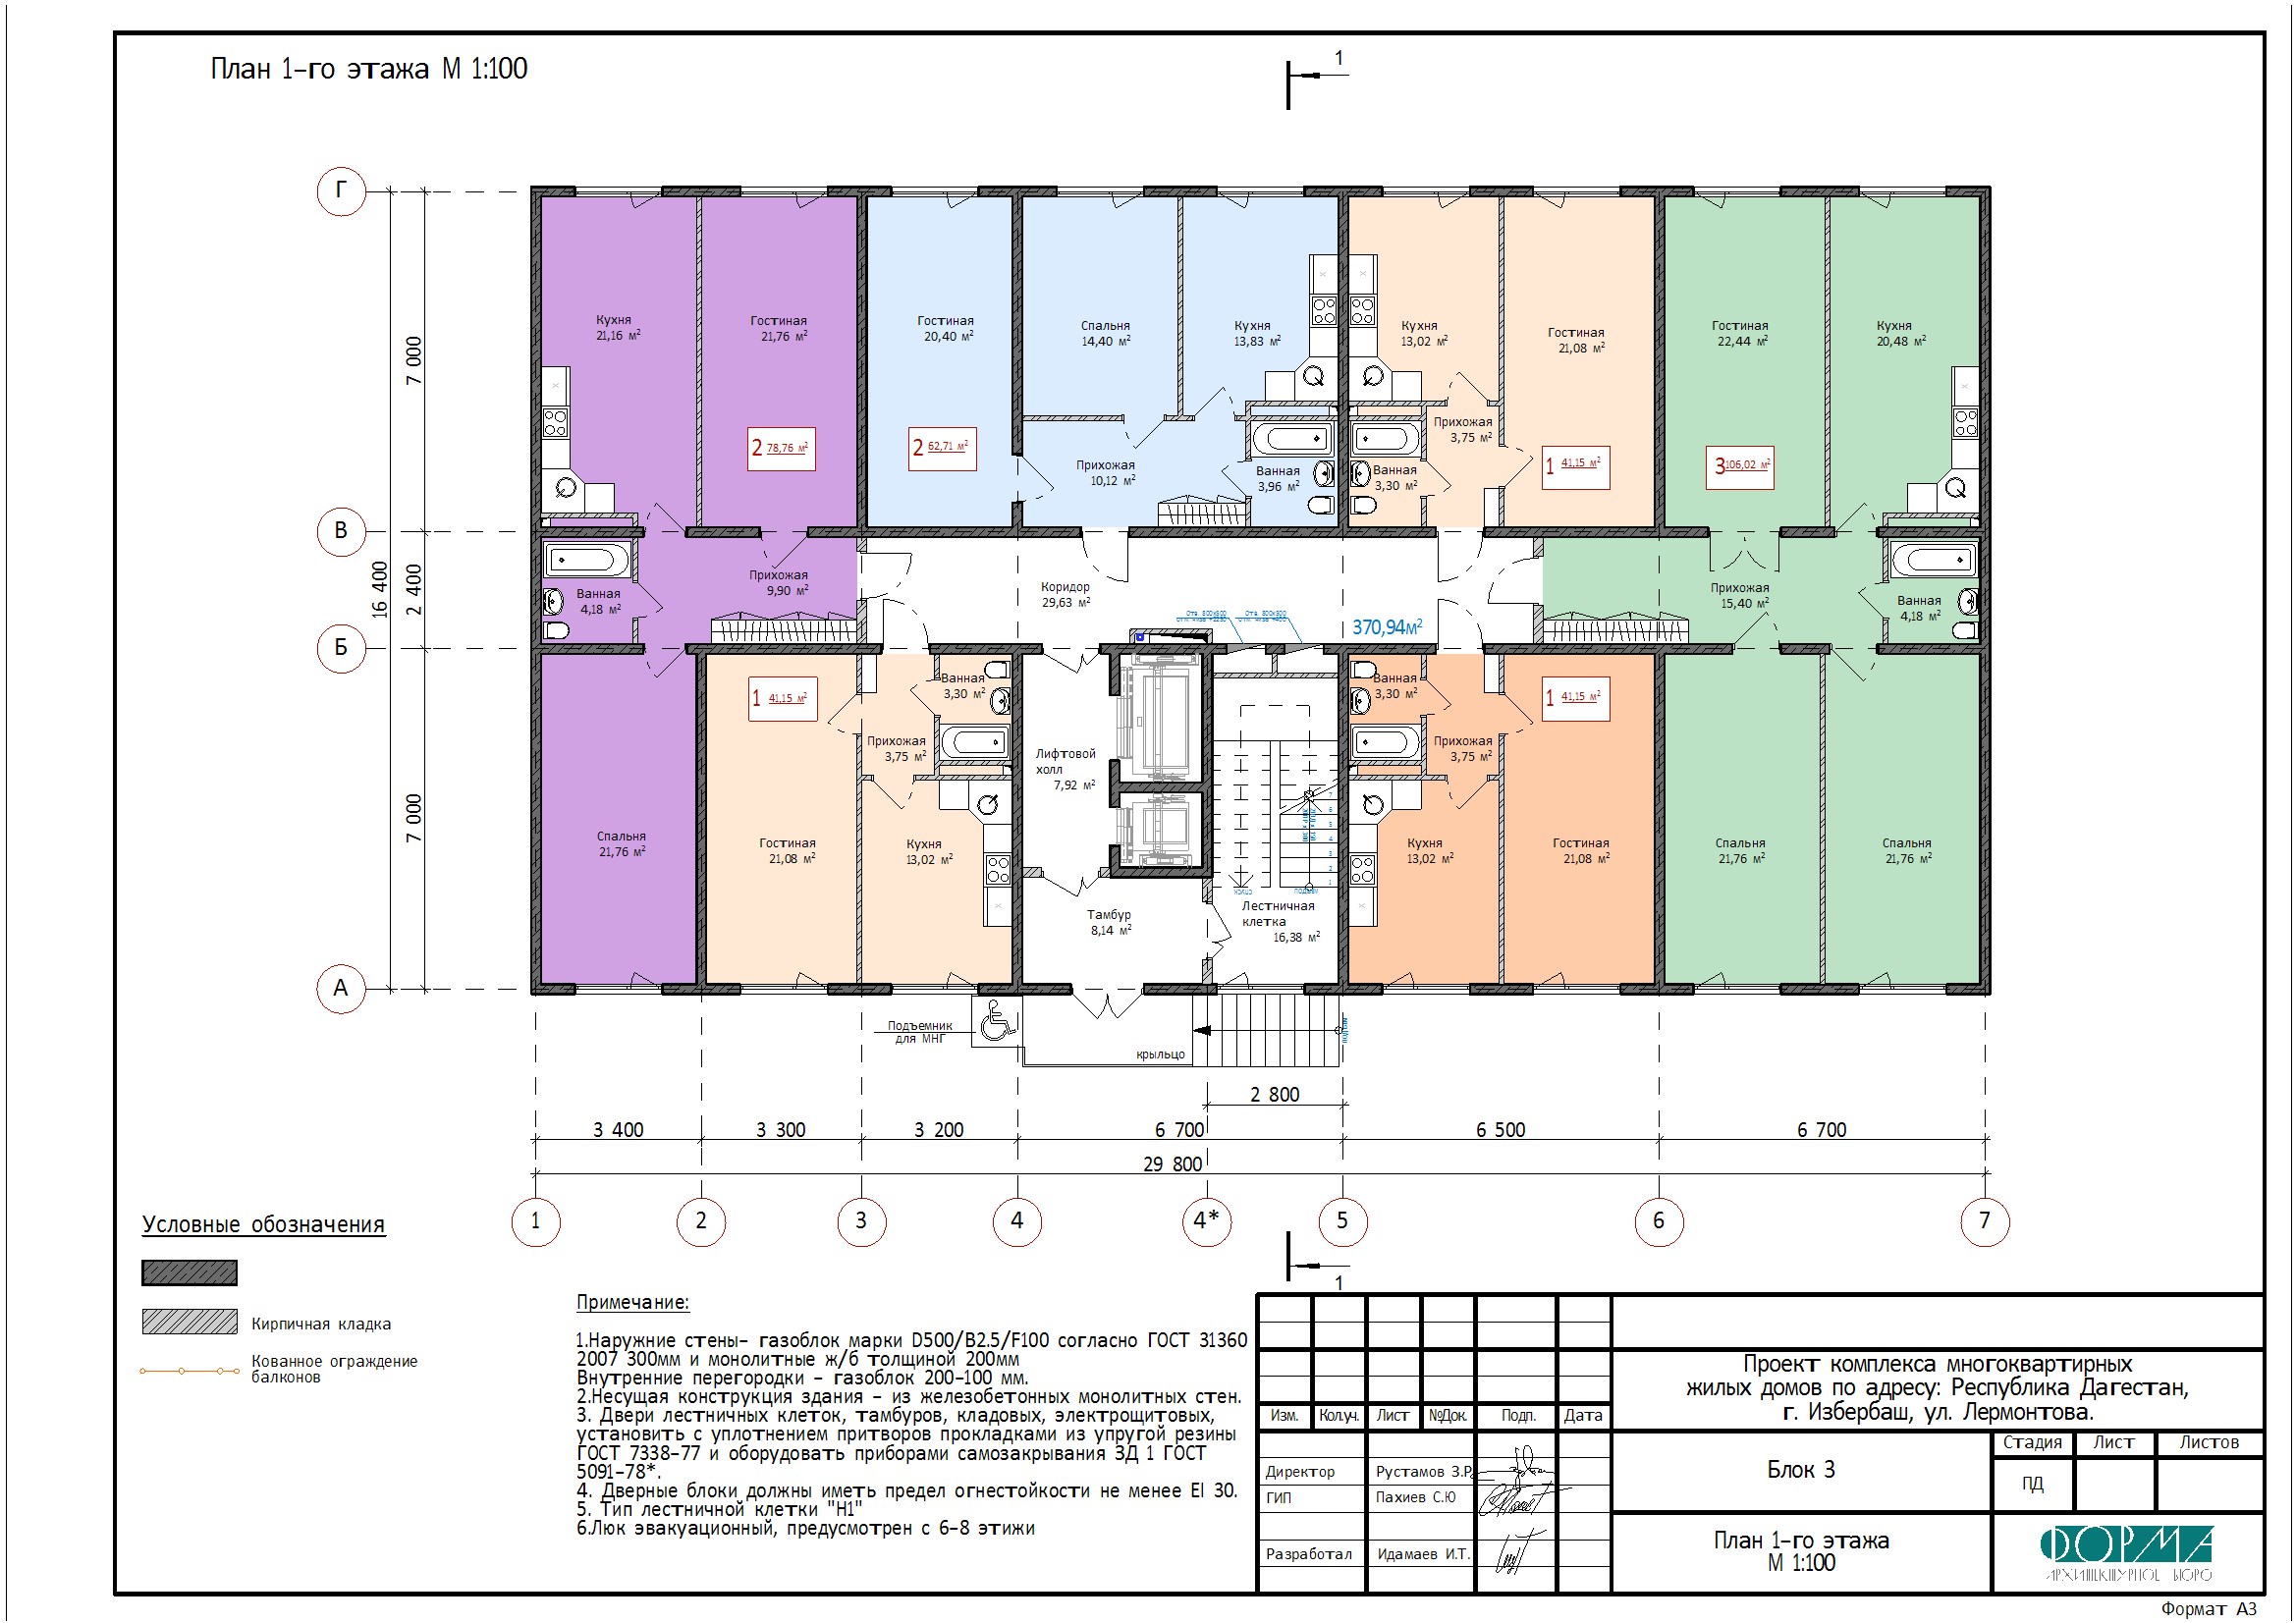 План 1-го этажа М 1:100
1
Г
В
Б
А
7 000
2 400
7 000
16 400
Кухня
21,16 м²
Гостиная
21,76 м²
Гостиная
20,40 м²
Спальня
14,40 м²
Кухня
13,83 м²
Кухня
13,02 м²
Гостиная
21,08 м²
Гостиная
22,44 м²
Кухня
20,48 м²
2 78,76 м²
2 62,71 м²
Прихожая
10,12 м²
Ванная
3,96 м²
Ванная
3,30 м²
Прихожая
3,75 м²
1 41,15 м²
3 106,02 м²
Ванная
4,18 м²
Прихожая
9,90 м²
Коридор
29,63 м²
370,94м²
Прихожая
15,40 м²
Ванная
4,18 м²
Спальня
21,76 м²
1 41,15 м²
Гостиная
21,08 м²
Прихожая
3,75 м²
Ванная
3,30 м²
Кухня
13,02 м²
Лифтовой
холл
7,92 м²
Тамбур
8,14 м²
Лестничная
клетка
16,38 м²
Ванная
3,30 м²
Прихожая
3,75 м²
1 41,15 м²
Кухня
13,02 м²
Гостиная
21,08 м²
Спальня
21,76 м²
Спальня
21,76 м²
Подъемник
для МНГ
крыльцо
2 800
3 400
3 300
3 200
6 700
6 500
6 700
29 800
1
2
3
4
4*
5
6
7
1
Условные обозначения
Кирпичная кладка
Кованное ограждение
балконов
Примечание:
1.Наружние стены- газоблок марки D500/B2.5/F100 согласно ГОСТ 31360
2007 300мм и монолитные ж/б толщиной 200мм
Внутренние перегородки - газоблок 200-100 мм.
2.Несущая конструкция здания - из железобетонных монолитных стен.
3. Двери лестничных клеток, тамбуров, кладовых, электрощитовых,
установить с уплотнением притворов прокладками из упругой резины
ГОСТ 7338-77 и оборудовать приборами самозакрывания ЗД 1 ГОСТ
5091-78*.
4. Дверные блоки должны иметь предел огнестойкости не менее EI 30.
5. Тип лестничной клетки "Н1"
6.Люк эвакуационный, предусмотрен с 6-8 этижи
Изм. Кол.уч. Лист №Док. Подп. Дата
Директор Рустамов З.Р.
ГИП Пахиев С.Ю
Разработал Идамаев И.Т.
Проект комплекса многоквартирных
жилых домов по адресу: Республика Дагестан,
г. Избербаш, ул. Лермонтова.
Блок 3
Стадия Лист Листов
ПД
План 1-го этажа
М 1:100
ФОРМА
АРХИТЕКТУРНОЕ БЮРО
Формат А3